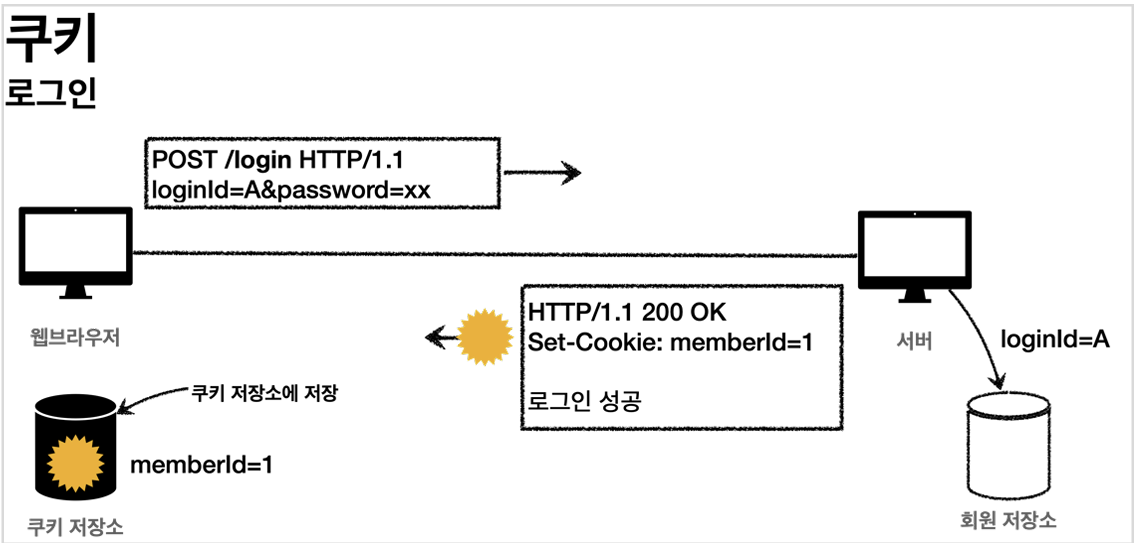 쿠키
로그인
POST /login HTTP/1.1
loginId=A&password=xx
웹브라우저
HTTP/1.1 200 OK
Set-Cookie: memberId=1
로그인 성공
서버
loginId=A
쿠키 저장소에 저장
memberId=1
쿠키 저장소
회원 저장소